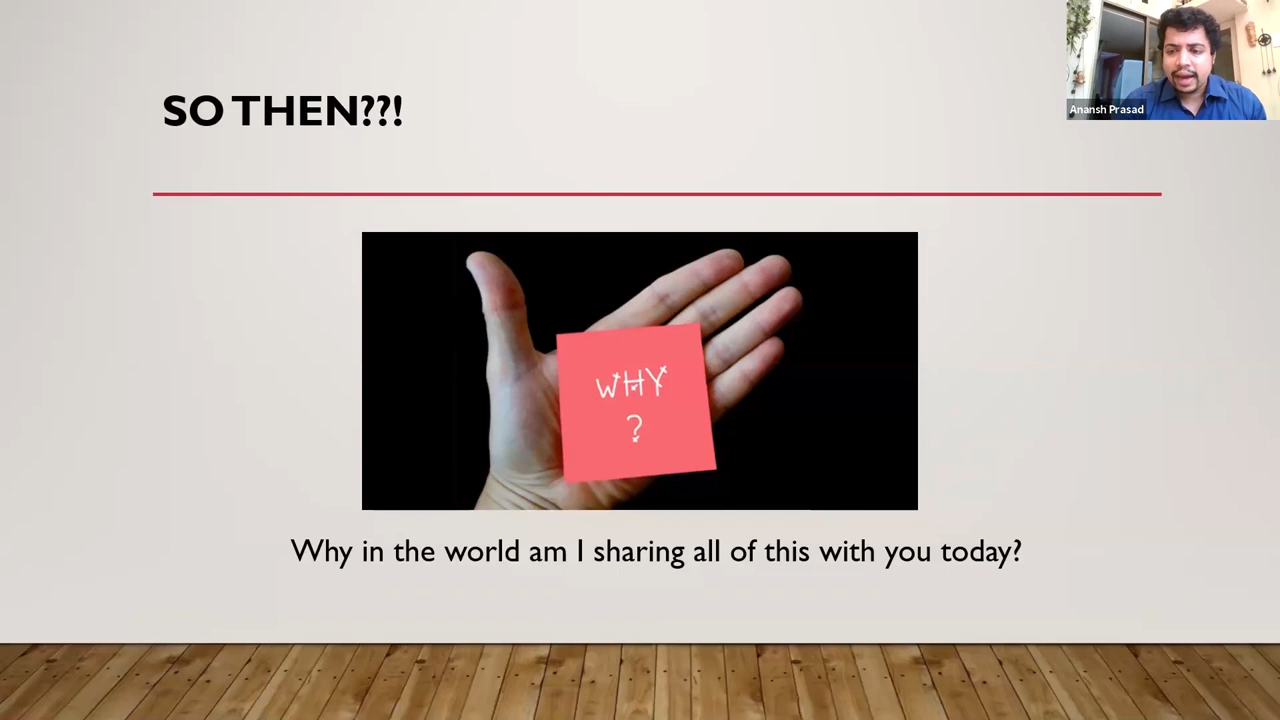 SO THEN??!
Anansh Prasad
WHY
?
Why in the world am I sharing all of this with you today?